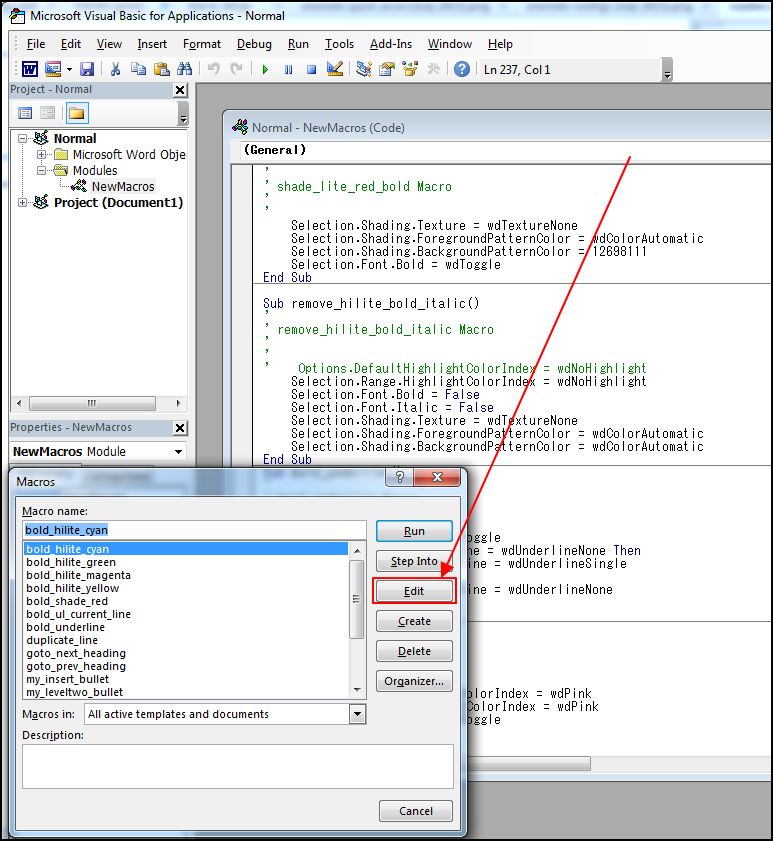 Microsoft Visual Basic for Applications - Normal
File Edit View Insert Format Debug Run Tools Add-Ins Window Help
Ln 237, Col 1
Project - Normal
Normal
Microsoft Word Obje
Modules
NewMacros
Project (Document1)
Properties - NewMacros
NewMacros Module
Normal - NewMacros (Code)
(General)
'
' shade_lite_red_bold Macro
'
'
Selection.Shading.Texture = wdTextureNone
Selection.Shading.ForegroundPatternColor = wdColorAutomatic
Selection.Shading.BackgroundPatternColor = 12698111
Selection.Font.Bold = wdToggle
End Sub
Sub remove_hilite_bold_italic()
'
' remove_hilite_bold_italic Macro
'
'
' Options.DefaultHighlightColorIndex = wdNoHighlight
Selection.Range.HighlightColorIndex = wdNoHighlight
Selection.Font.Bold = False
Selection.Font.Italic = False
Selection.Shading.Texture = wdTextureNone
Selection.Shading.ForegroundPatternColor = wdColorAutomatic
Selection.Shading.BackgroundPatternColor = wdColorAutomatic
End Sub
oggle
ne = wdUnderlineNone Then
ine = wdUnderlineSingle
ine = wdUnderlineNone
olorIndex = wdPink
ColorIndex = wdPink
oggle
Macros
Macro name:
bold_hilite_cyan
bold_hilite_cyan
bold_hilite_green
bold_hilite_magenta
bold_hilite_yellow
bold_shade_red
bold_ul_current_line
bold_underline
duplicate_line
goto_next_heading
goto_prev_heading
my_insert_bullet
my_leveltwo_bullet
Run
Step Into
Edit
Create
Delete
Organizer...
Macros in: All active templates and documents
Description:
Cancel